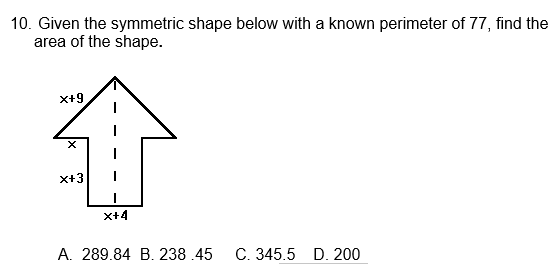 10. Given the symmetric shape below with a known perimeter of 77, find the
area of the shape.
x+9
x
x+3
x+4
A. 289.84 B. 238 .45 C. 345.5 D. 200